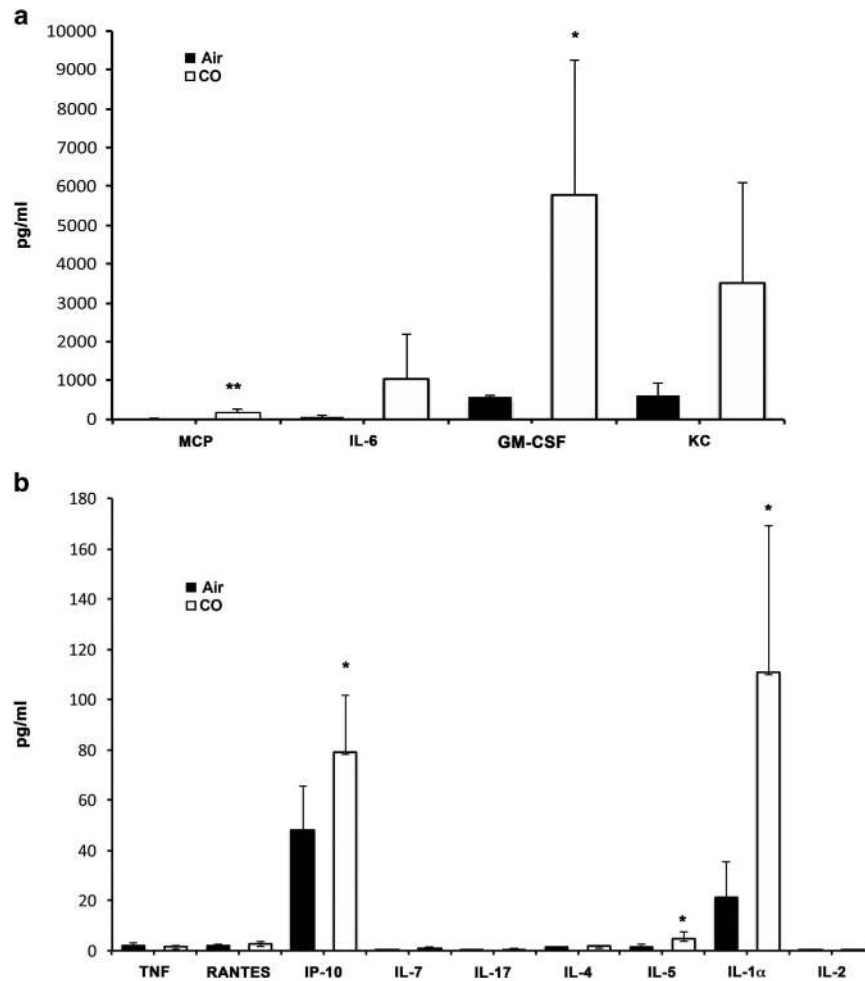 a
10000
9000
8000
7000
6000
5000
4000
3000
2000
1000
0
pg/ml
Air
CO
**
*
MCP IL-6 GM-CSF KC
b
180
160
140
120
100
80
60
40
20
0
pg/ml
Air
CO
*
*
*
TNF RANTES IP-10 IL-7 IL-17 IL-4 IL-5 IL-1α IL-2